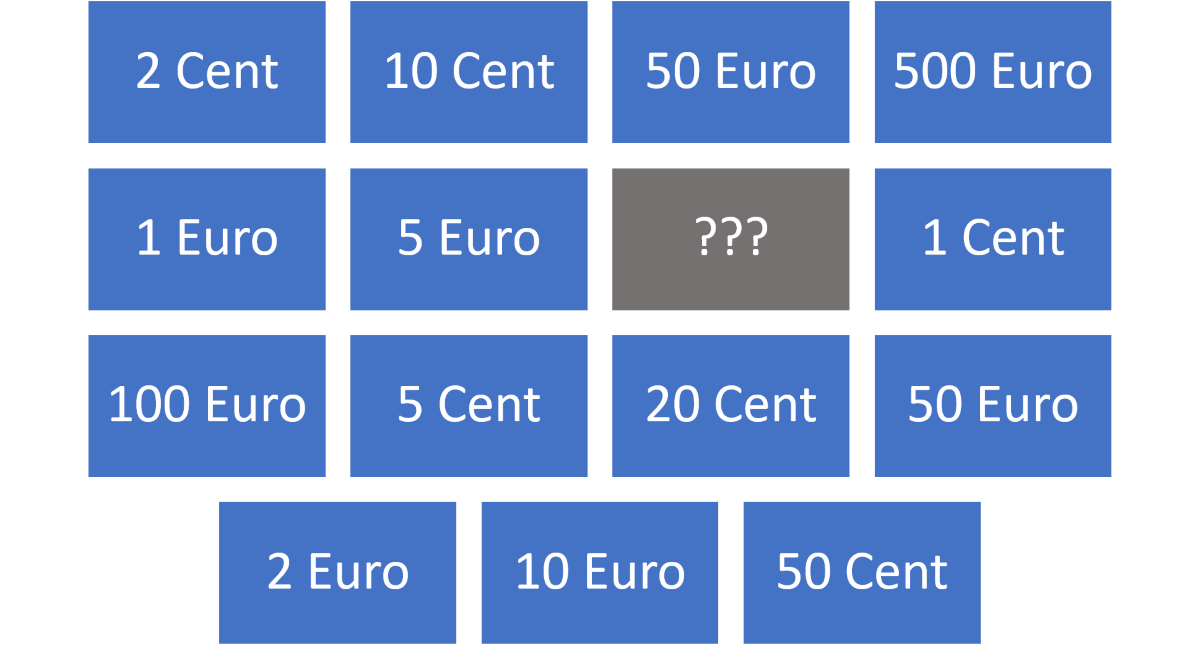 2 Cent
10 Cent
50 Euro
500 Euro
1 Euro
5 Euro
???
1 Cent
100 Euro
5 Cent
20 Cent
50 Euro
2 Euro
10 Euro
50 Cent